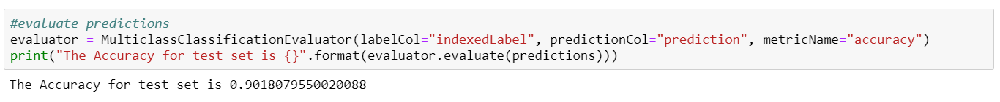 #evaluate predictions
evaluator = MulticlassClassificationEvaluator(labelCol="indexedLabel", predictionCol="prediction", metricName="accuracy")
print("The Accuracy for test set is {}".format(evaluator.evaluate(predictions)))
The Accuracy for test set is 0.9018079550020088